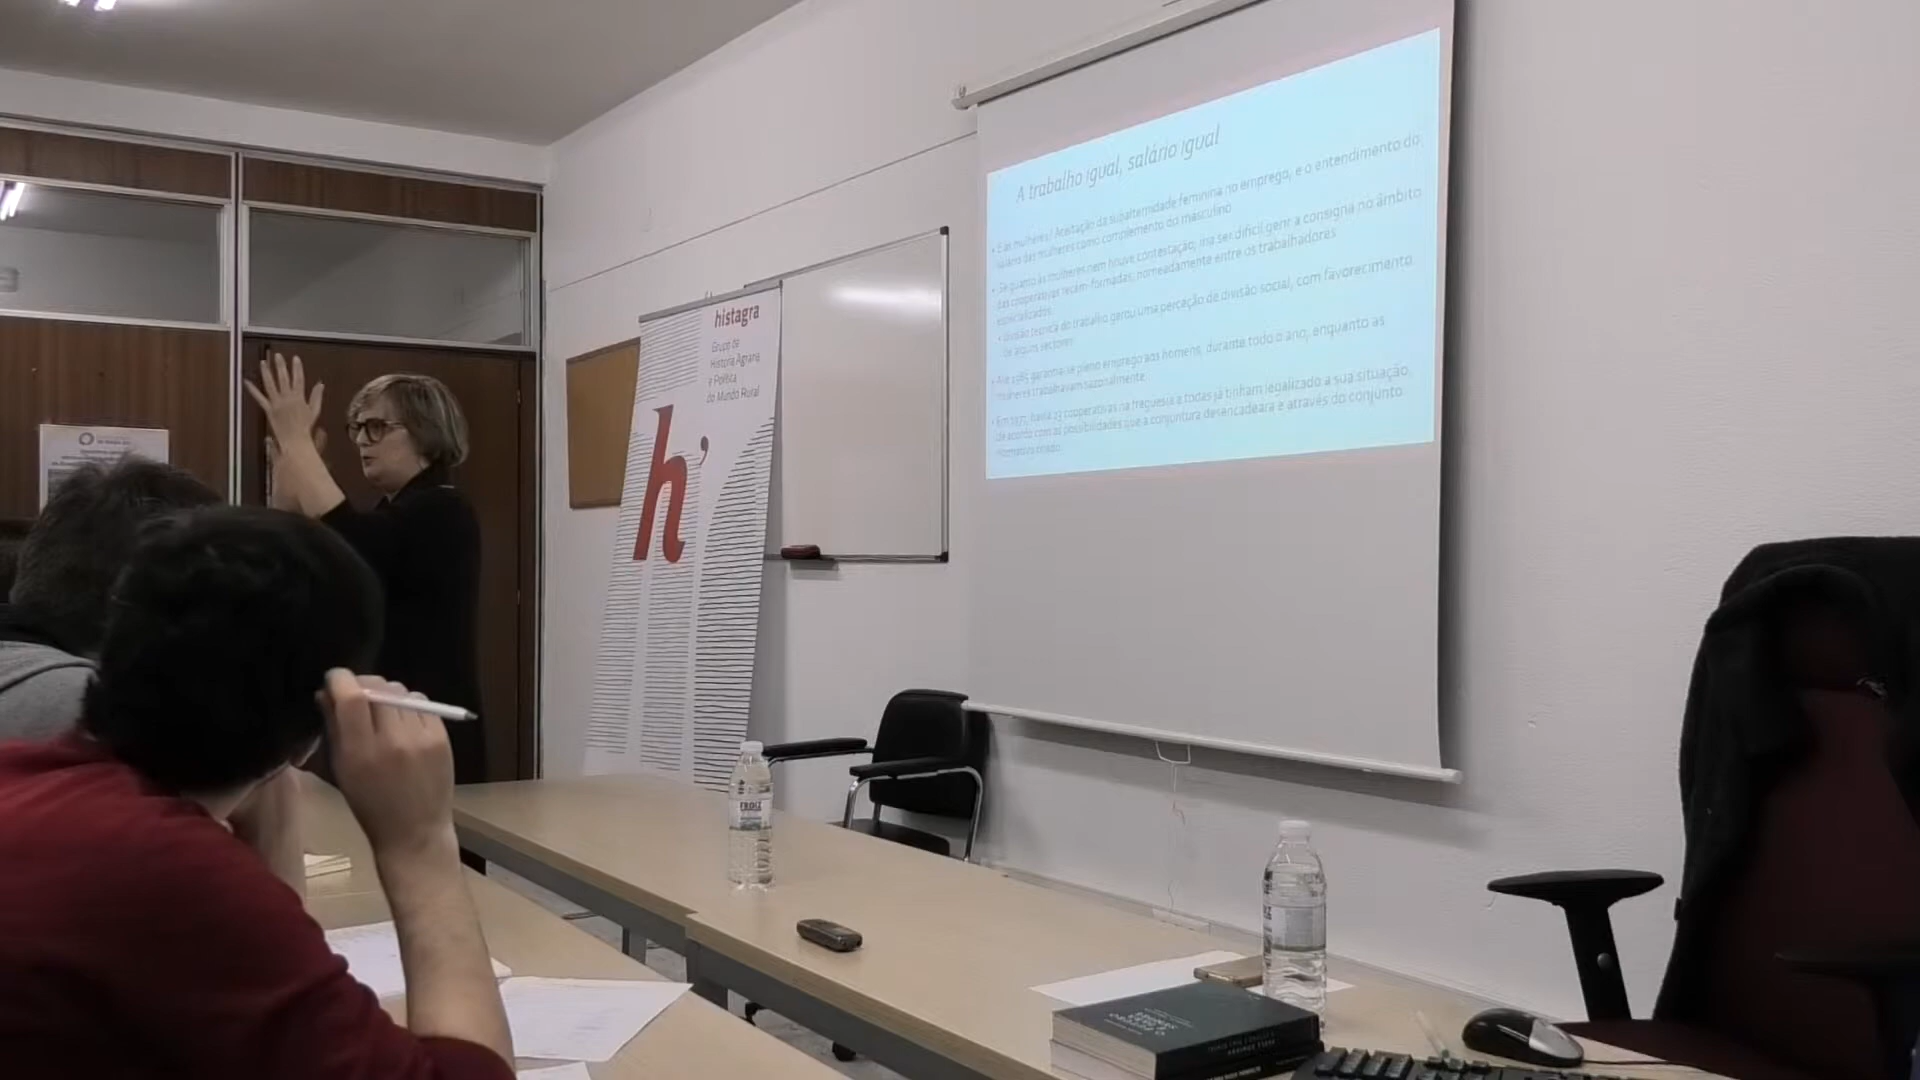 A trabalho igual, salário igual
• E as mulheres? Aceitação da subalternidade feminina no emprego, e o entendimento do
salário das mulheres como complemento do masculino
• Se quanto às mulheres nem houve contestação, iria ser difícil gerir a consigna no âmbito
das cooperativas recém-formadas, nomeadamente entre os trabalhadores
especializados.
• divisão técnica do trabalho gerou uma perceção de divisão social, com favorecimento
de alguns sectores
• Até 1985 garantia-se pleno emprego aos homens, durante todo o ano, enquanto as
mulheres trabalhavam sazonalmente
• Em 1977, havia 23 cooperativas na freguesia e todas já tinham legalizado a sua situação,
de acordo com as possibilidades que a conjuntura desencadeara e através do conjunto
normativo criado.
histagra
Grupo de
Historia Agraria
e Política
do Mundo Rural
h'
FROIZ